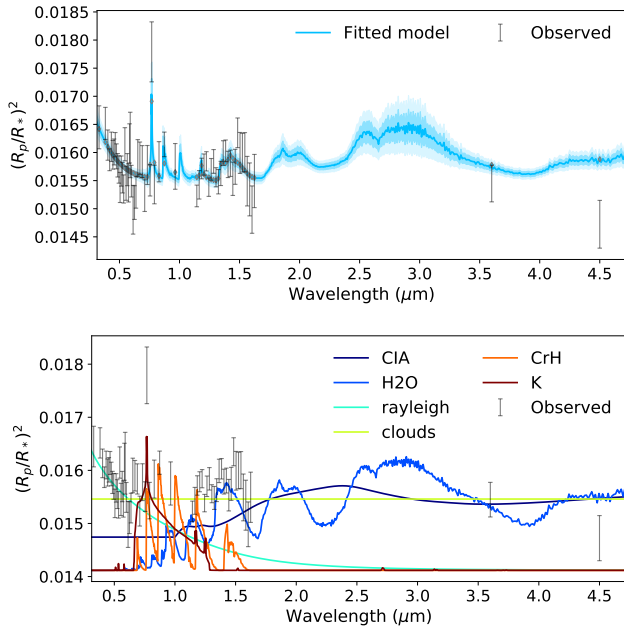 0.0185
0.0180
0.0175
0.0170
0.0165
0.0160
0.0155
0.0150
0.0145
(R_p/R_*)^2
Fitted model
Observed
0.5 1.0 1.5 2.0 2.5 3.0 3.5 4.0 4.5
Wavelength (μm)
0.018
0.017
0.016
0.015
0.014
(R_p/R_*)^2
CIA
H2O
rayleigh
clouds
CrH
K
Observed
0.5 1.0 1.5 2.0 2.5 3.0 3.5 4.0 4.5
Wavelength (μm)